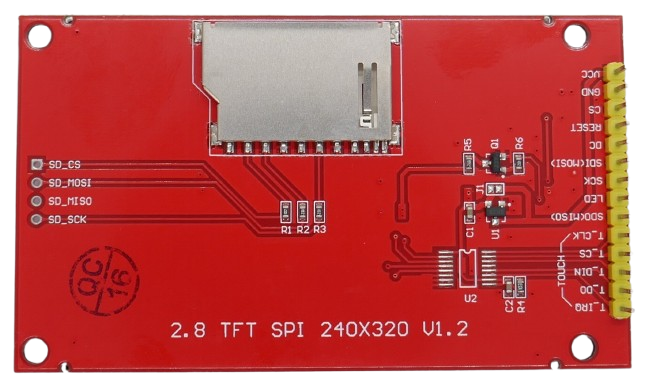 SD_CS
SD_MOSI
SD_MISO
SD_SCK
R1 R2 R3
R5
Q1
R6
J1
C1
U1
U2
C2
R4
VCC
GND
CS
RESET
DC
SDI(MOSI)
SCK
LED
SDO(MISO)
T_CLK
T_CS
T_DIN
T_DO
T_IRQ
TOUCH
QC
16
2.8 TFT SPI 240X320 V1.2